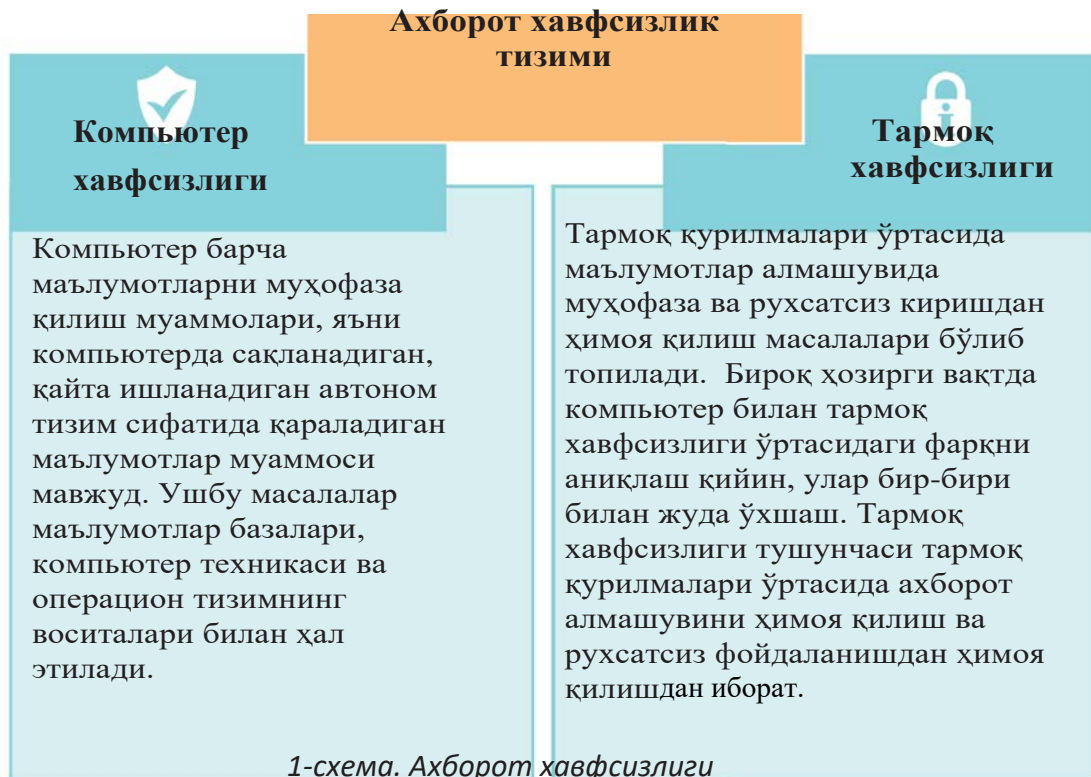 Ахборот хавфсизлик
тизими
Компьютер
хавфсизлиги
Компьютер барча
маълумотларни муҳофаза
қилиш муаммолари, яъни
компьютерда сақланадиган,
қайта ишланадиган автоном
тизим сифатида қараладиган
маълумотлар муаммоси
мавжуд. Ушбу масалалар
маълумотлар базалари,
компьютер техникаси ва
операцион тизимнинг
воситалари билан ҳал
этилади.
Тармоқ
хавфсизлиги
Тармоқ қурилмалари ўртасида
маълумотлар алмашувида
муҳофаза ва рухсатсиз киришдан
ҳимоя қилиш масалалари бўлиб
топилади. Бироқ ҳозирги вақтда
компьютер билан тармоқ
хавфсизлиги ўртасидаги фарқни
аниқлаш қийин, улар бир-бири
билан жуда ўхшаш. Тармоқ
хавфсизлиги тушунчаси тармоқ
қурилмалари ўртасида ахборот
алмашувини ҳимоя қилиш ва
рухсатсиз фойдаланишдан ҳимоя
қилишдан иборат.
1-схема. Ахборот хавфсизлиги